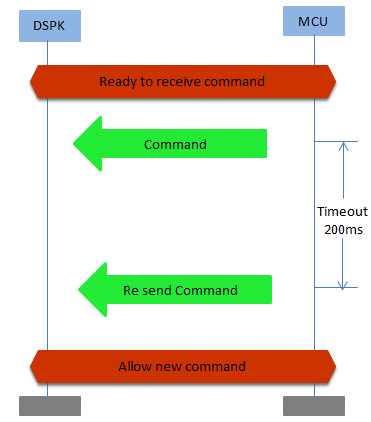 DSPK
MCU
Ready to receive command
Command
Timeout
200ms
Re send Command
Allow new command